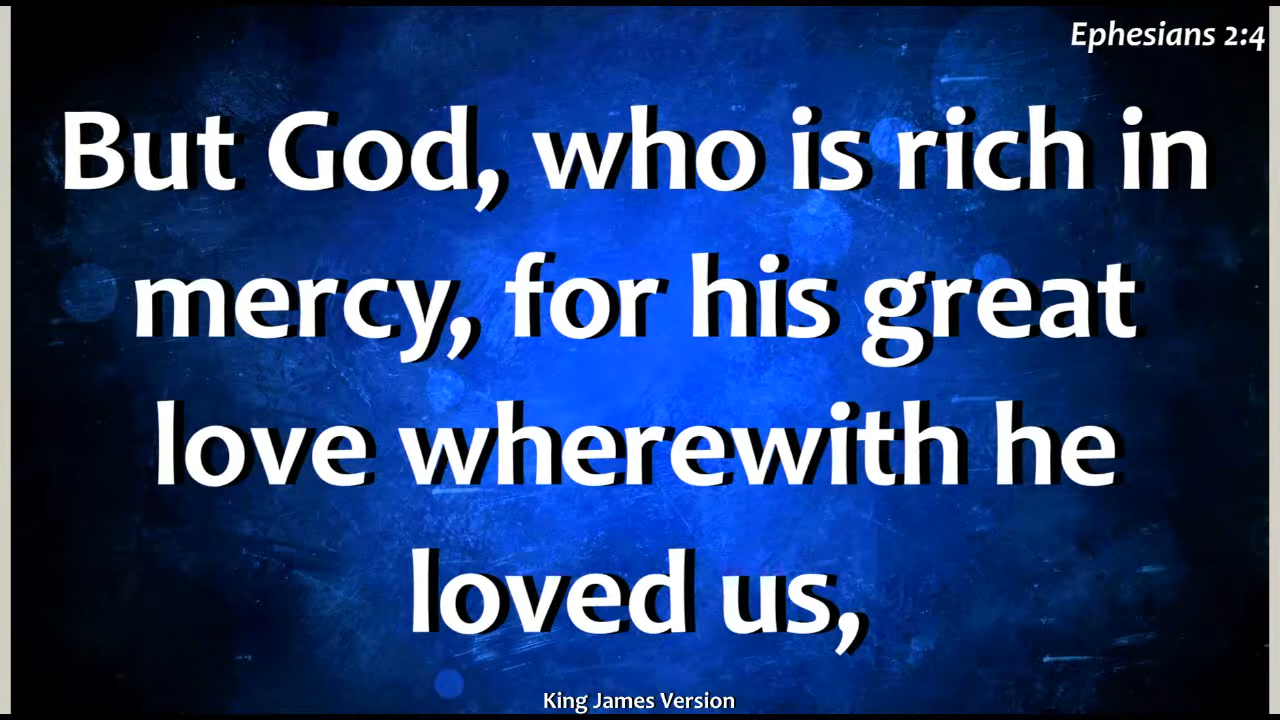 Ephesians 2:4
But God, who is rich in
mercy, for his great
love wherewith he
loved us,
King James Version